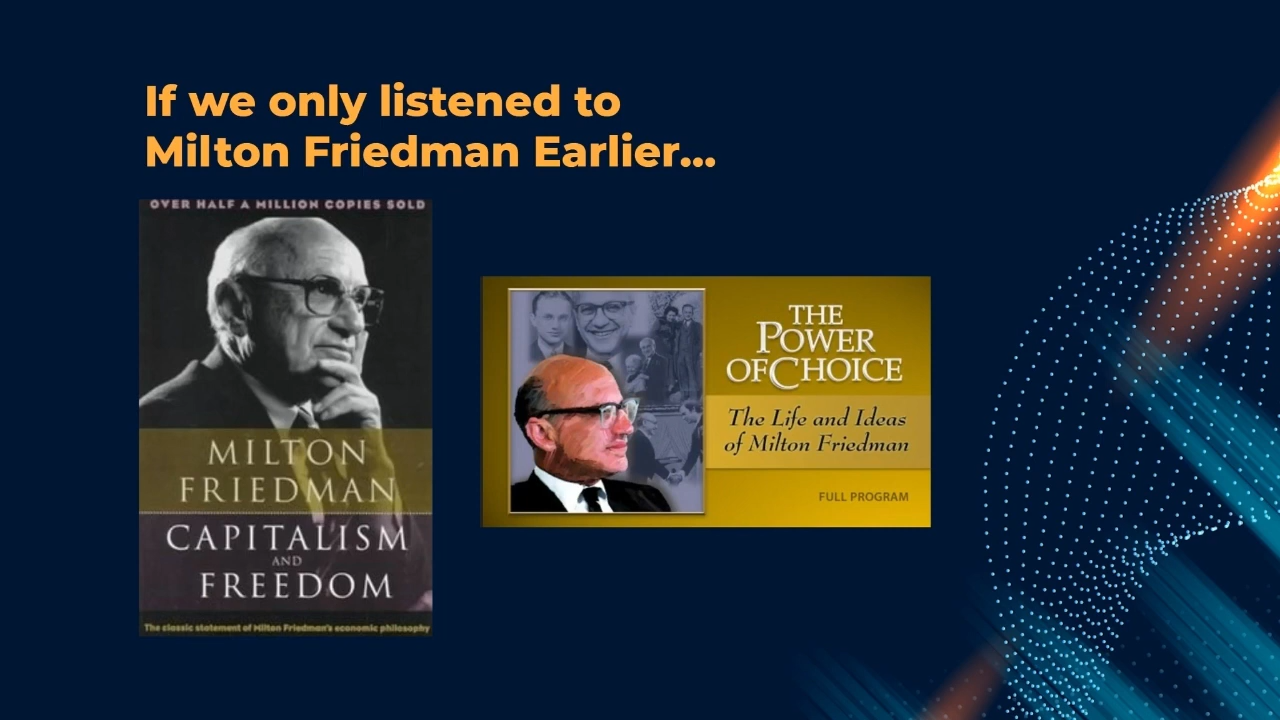 If we only listened to
Milton Friedman Earlier...
OVER HALF A MILLION COPIES SOLD
MILTON
FRIEDMAN
CAPITALISM
AND
FREEDOM
The classic statement of Milton Friedman's economic philosophy
THE
POWER
OF CHOICE
The Life and Ideas
of Milton Friedman
FULL PROGRAM